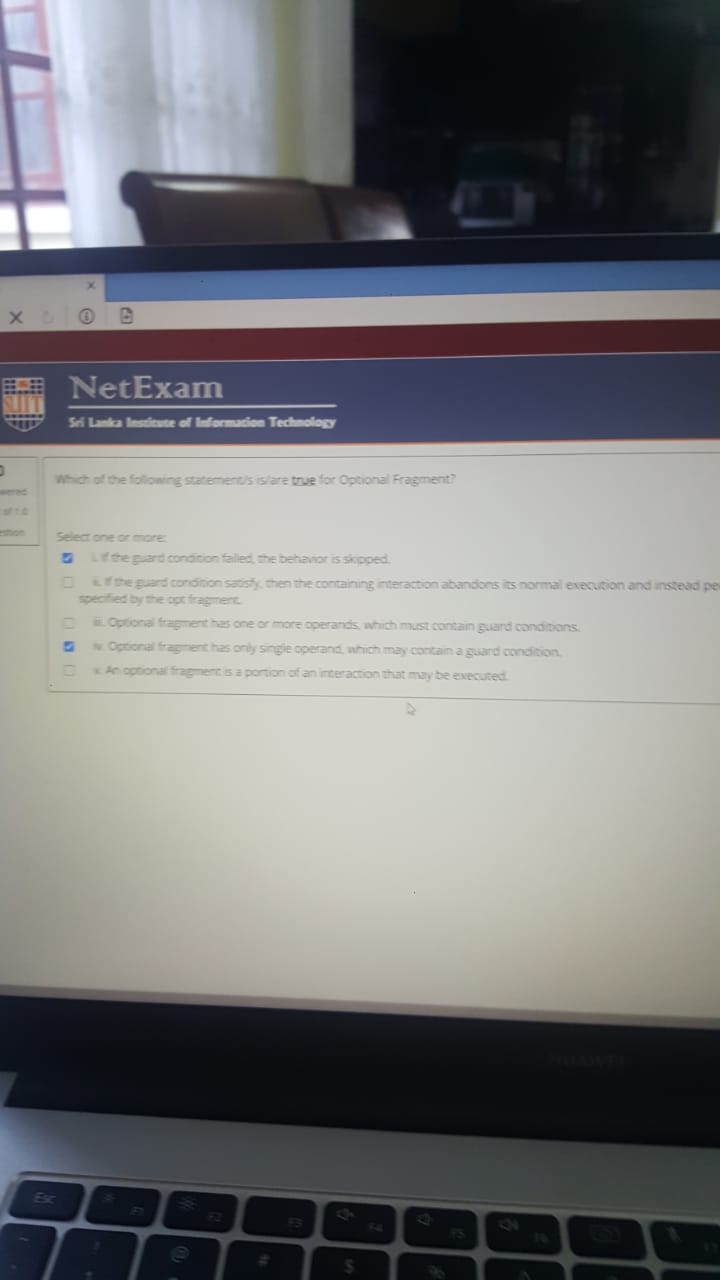 NetExam
Sri Lanka Institute of Information Technology
wered
of 1.0
estion
Which of the following statement/s is/are true for Optional Fragment?
Select one or more:
i. If the guard condition failed, the behavior is skipped.
ii. If the guard condition satisfy, then the containing interaction abandons its normal execution and instead pe
specified by the opt fragment.
iii. Optional fragment has one or more operands, which must contain guard conditions.
iv. Optional fragment has only single operand, which may contain a guard condition.
v. An optional fragment is a portion of an interaction that may be executed.
HUAWEI
Esc
F1
F2
F3
F4
F5
F6
@
#
$
%